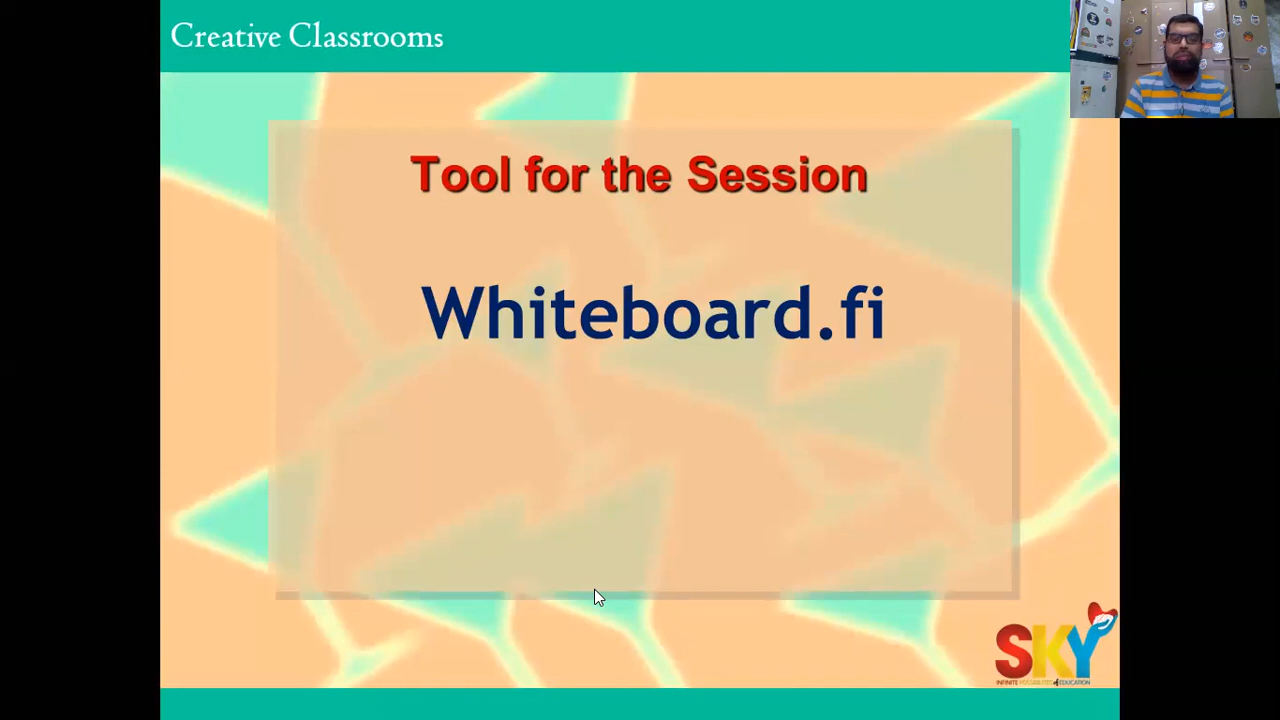 Creative Classrooms
Tool for the Session
Whiteboard.fi
SKY